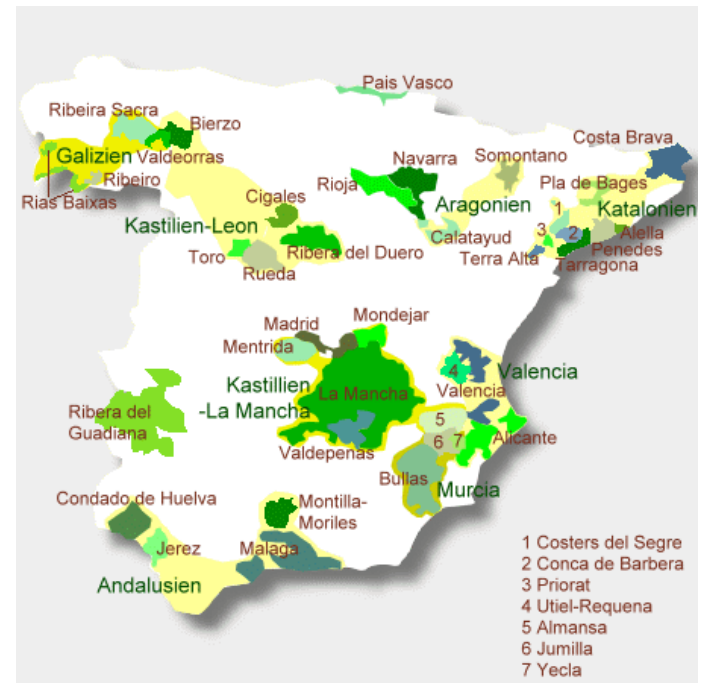 Pais Vasco
Ribeira Sacra
Bierzo
Costa Brava
Galizien
Valdeorras
Navarra
Somontano
Ribeiro
Rioja
Pla de Bages
Rias Baixas
Cigales
Aragonien
1
Katalonien
Kastilien-Leon
3
2
Calatayud
Alella
Toro
Ribera del Duero
Penedes
Rueda
Terra Alta
Tarragona
Madrid
Mondejar
Mentrida
4
Valencia
Kastillien
-La Mancha
La Mancha
Valencia
Ribera del
Guadiana
5
6
7
Alicante
Valdepeñas
Bullas
Murcia
Condado de Huelva
Montilla-
Moriles
Jerez
Malaga
Andalusien
1 Costers del Segre
2 Conca de Barbera
3 Priorat
4 Utiel-Requena
5 Almansa
6 Jumilla
7 Yecla